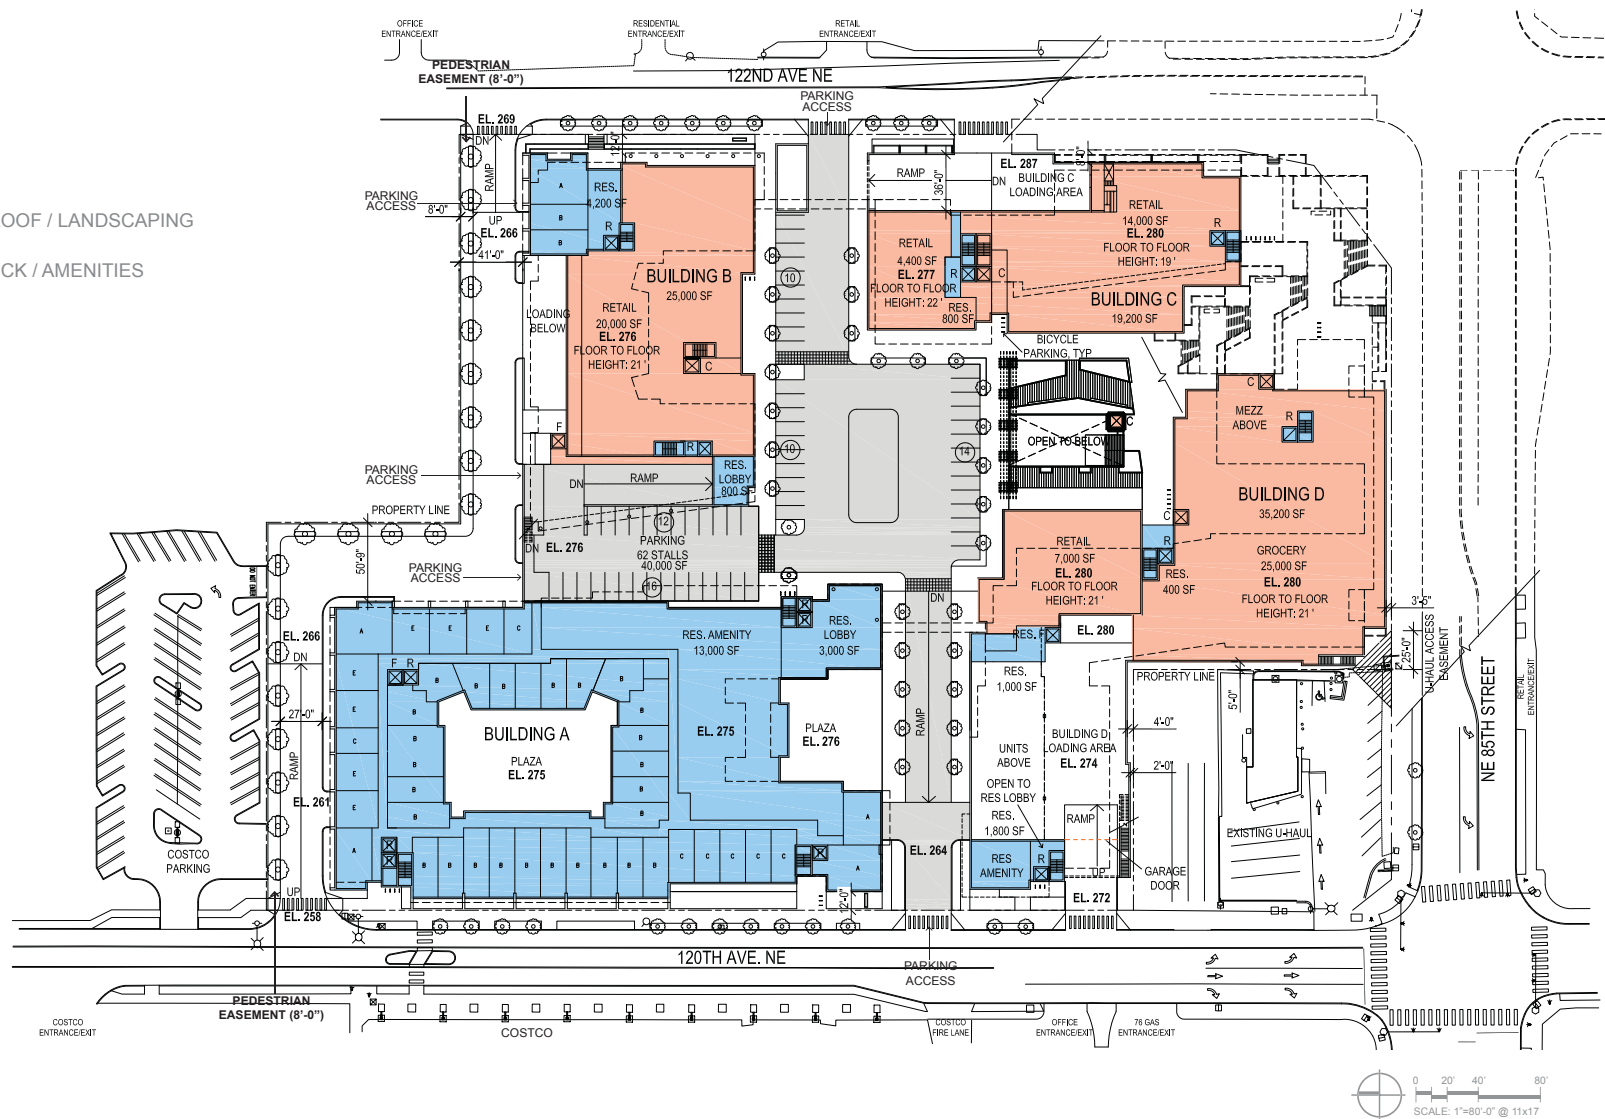 OFFICE
ENTRANCE/EXIT
RESIDENTIAL
ENTRANCE/EXIT
RETAIL
ENTRANCE/EXIT
PEDESTRIAN
EASEMENT (8'-0")
122ND AVE NE
PARKING
ACCESS
EL. 269
DN
RAMP
12'-0"
PARKING
ACCESS
8'-0"
UP
EL. 266
41'-0"
A
B
B
RES.
4,200 SF
R
BUILDING B
25,000 SF
RETAIL
20,000 SF
EL. 276
FLOOR TO FLOOR
HEIGHT: 21'
LOADING
BELOW
C
F
R
RES.
LOBBY
800 SF
OOF / LANDSCAPING
CK / AMENITIES
RAMP
36'-0"
DN
EL. 287
BUILDING C
LOADING AREA
8'-0"
RETAIL
14,000 SF
EL. 280
FLOOR TO FLOOR
HEIGHT: 19'
R
RETAIL
4,400 SF
EL. 277
FLOOR TO FLOOR
HEIGHT: 22'
R
C
RES.
800 SF
BUILDING C
19,200 SF
BICYCLE
PARKING, TYP
10
10
14
OPEN TO BELOW
C
C
MEZZ
ABOVE
R
BUILDING D
35,200 SF
C
GROCERY
25,000 SF
EL. 280
FLOOR TO FLOOR
HEIGHT: 21'
RETAIL
7,000 SF
EL. 280
FLOOR TO FLOOR
HEIGHT: 21'
R
RES.
400 SF
PARKING
ACCESS
DN
RAMP
PROPERTY LINE
12
DN
EL. 276
PARKING
62 STALLS
40,000 SF
16
PARKING
ACCESS
50'-9"
EL. 266
DN
27'-0"
RAMP
EL. 261
UP
EL. 258
A
E
E
E
C
E
E
C
E
E
A
F
R
B
B
B
B
B
B
B
B
B
B
B
B
B
B
BUILDING A
PLAZA
EL. 275
B
B
B
B
B
B
B
B
B
B
C
C
C
C
C
R
A
A
RES. AMENITY
13,000 SF
RES.
LOBBY
3,000 SF
EL. 275
PLAZA
EL. 276
DN
RAMP
EL. 264
12'-0"
RES.
F
EL. 280
RES.
1,000 SF
UNITS
ABOVE
BUILDING D
LOADING AREA
EL. 274
OPEN TO
RES LOBBY
RES.
1,800 SF
RAMP
UP
RES
AMENITY
R
EL. 272
GARAGE
DOOR
PROPERTY LINE
4'-0"
2'-0"
5'-0"
EXISTING U-HAUL
3'-6"
25'-0"
U-HAUL ACCESS
EASEMENT
NE 85TH STREET
RETAIL
ENTRANCE/EXIT
COSTCO
PARKING
120TH AVE. NE
PARKING
ACCESS
PEDESTRIAN
EASEMENT (8'-0")
COSTCO
ENTRANCE/EXIT
COSTCO
COSTCO
FIRE LANE
OFFICE
ENTRANCE/EXIT
76 GAS
ENTRANCE/EXIT
0 20' 40' 80'
SCALE: 1"=80'-0" @ 11x17